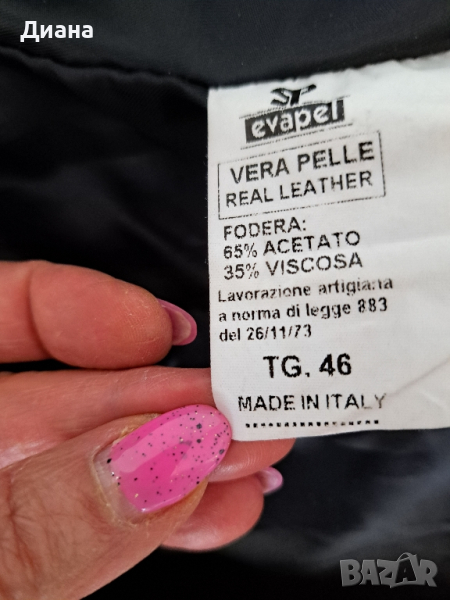 Диана
evapel
VERA PELLE
REAL LEATHER
FODERA:
65% ACETATO
35% VISCOSA
Lavorazione artigiana
a norma di legge 883
del 26/11/73
TG. 46
MADE IN ITALY
BAZAR